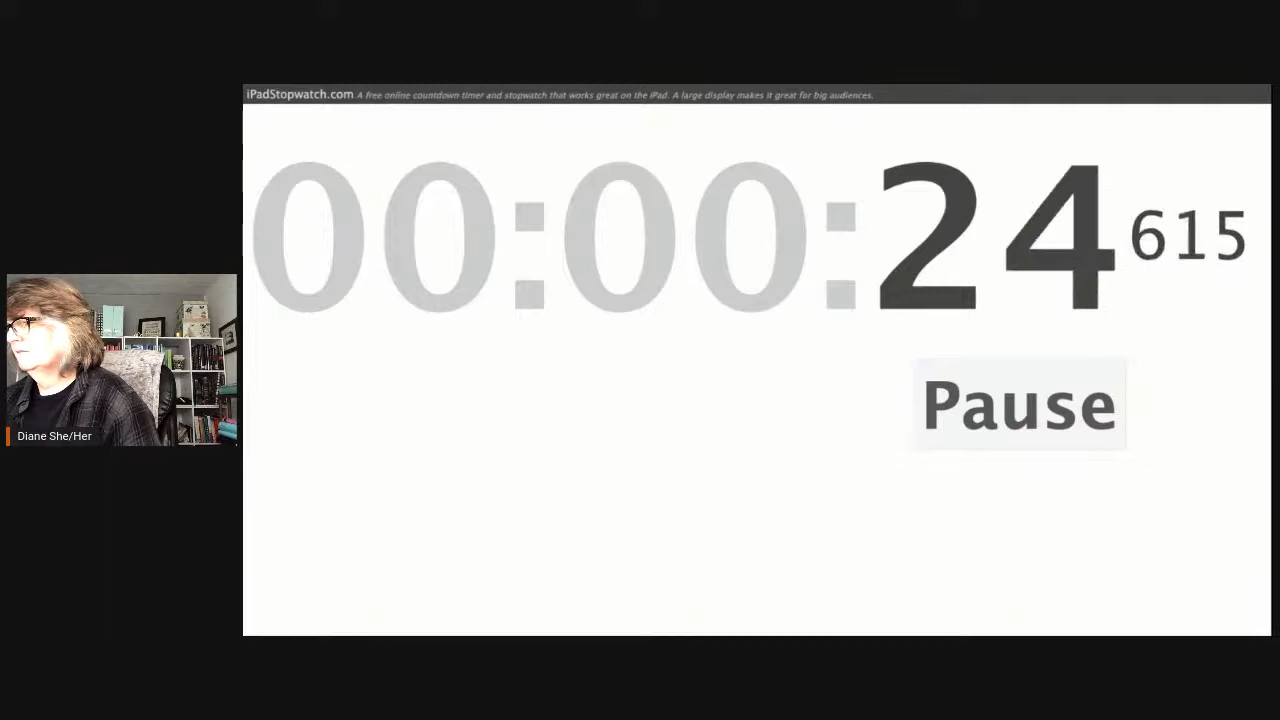 iPadStopwatch.com A free online countdown timer and stopwatch that works great on the iPad. A large display makes it great for big audiences.
00:00:24 615
Pause
Diane She/Her